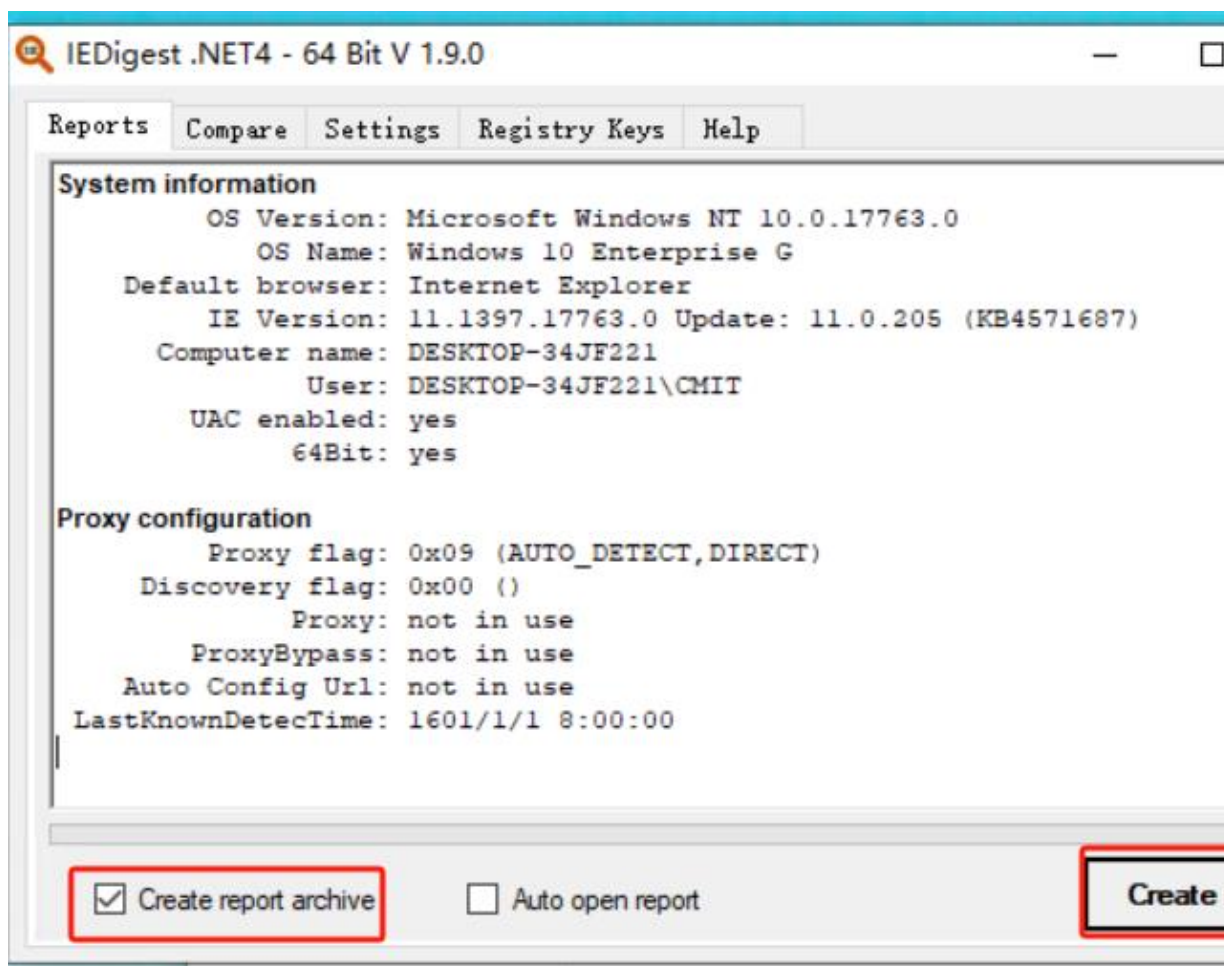 IEDigest .NET4 - 64 Bit V 1.9.0
Reports Compare Settings Registry Keys Help
System information
OS Version: Microsoft Windows NT 10.0.17763.0
OS Name: Windows 10 Enterprise G
Default browser: Internet Explorer
IE Version: 11.1397.17763.0 Update: 11.0.205 (KB4571687)
Computer name: DESKTOP-34JF221
User: DESKTOP-34JF221\CMIT
UAC enabled: yes
64Bit: yes
Proxy configuration
Proxy flag: 0x09 (AUTO_DETECT,DIRECT)
Discovery flag: 0x00 ()
Proxy: not in use
ProxyBypass: not in use
Auto Config Url: not in use
LastKnownDetecTime: 1601/1/1 8:00:00
Create report archive Auto open report Create